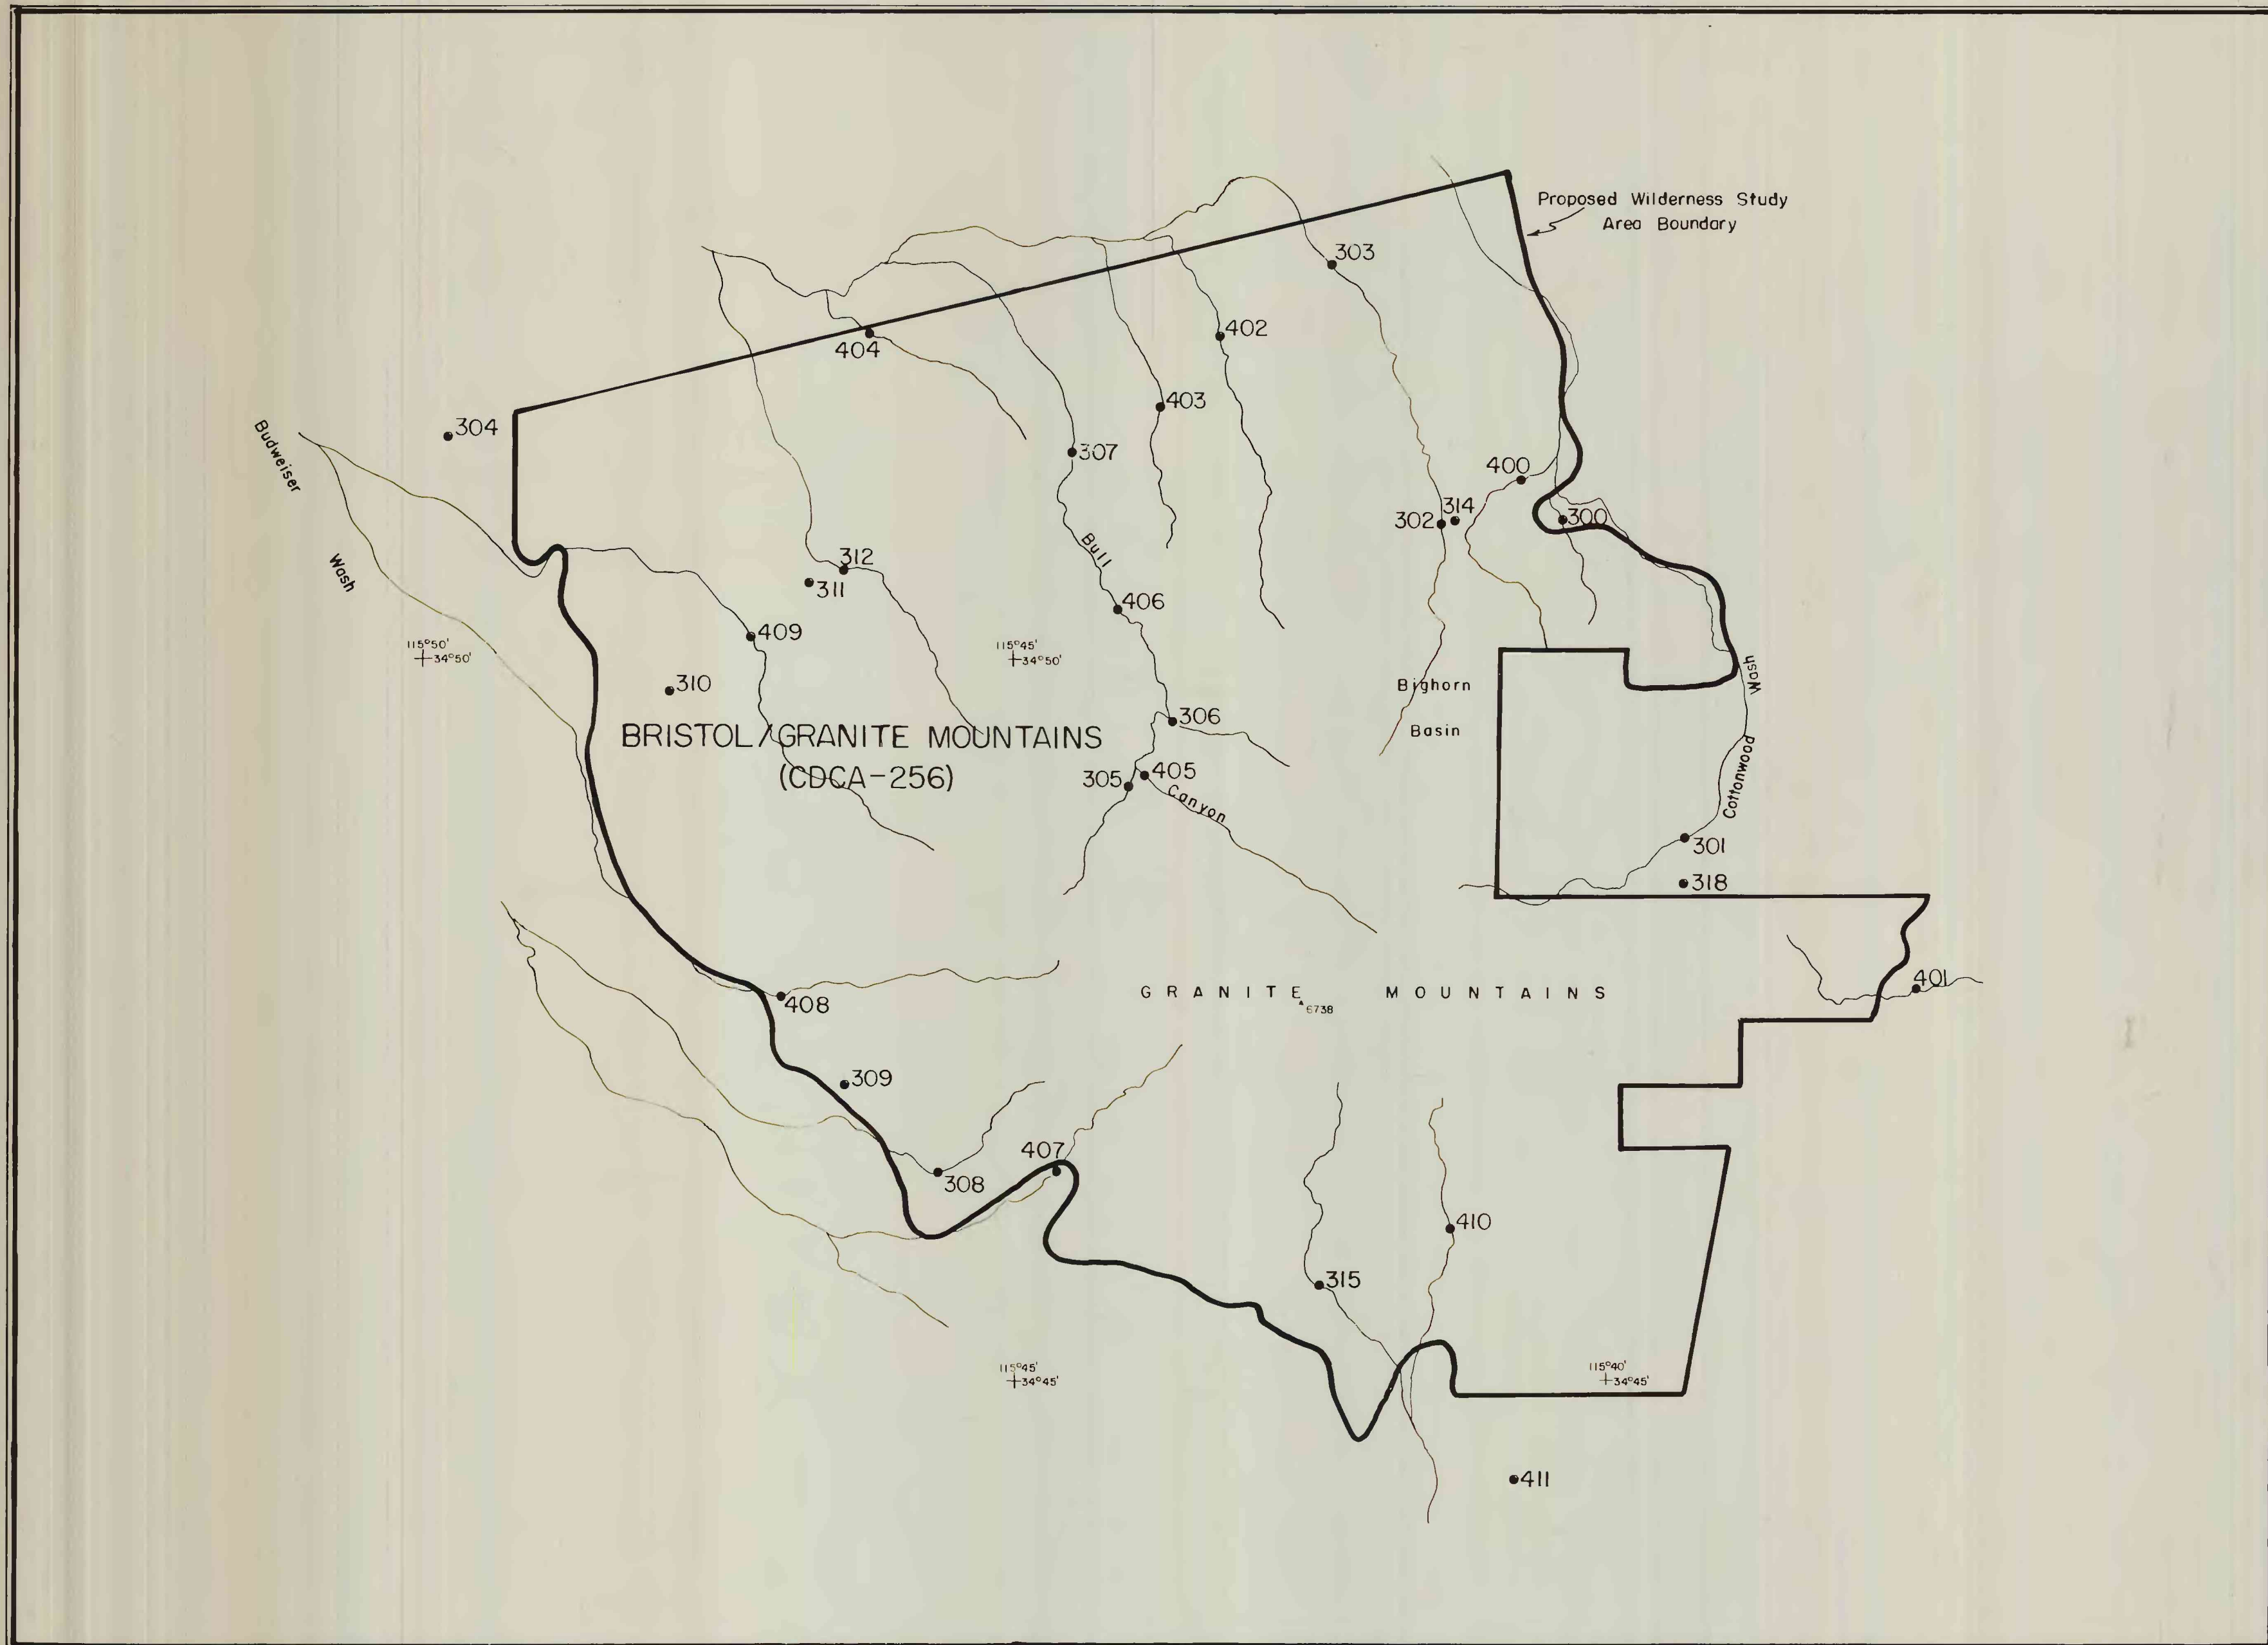 Proposed Wilderness Study
Area Boundary
303
402
404
403
304
307
Budweiser
Wash
400
302
314
300
312
311
Bull
406
409
115°50'
34°50'
115°45'
34°50'
310
Bighorn
Basin
Wash
Cottonwood
306
BRISTOL/GRANITE MOUNTAINS
(CDCA-256)
305
405
Canyon
301
318
401
408
GRANITE MOUNTAINS
6738
309
407
308
410
315
115°45'
34°45'
115°40'
34°45'
411